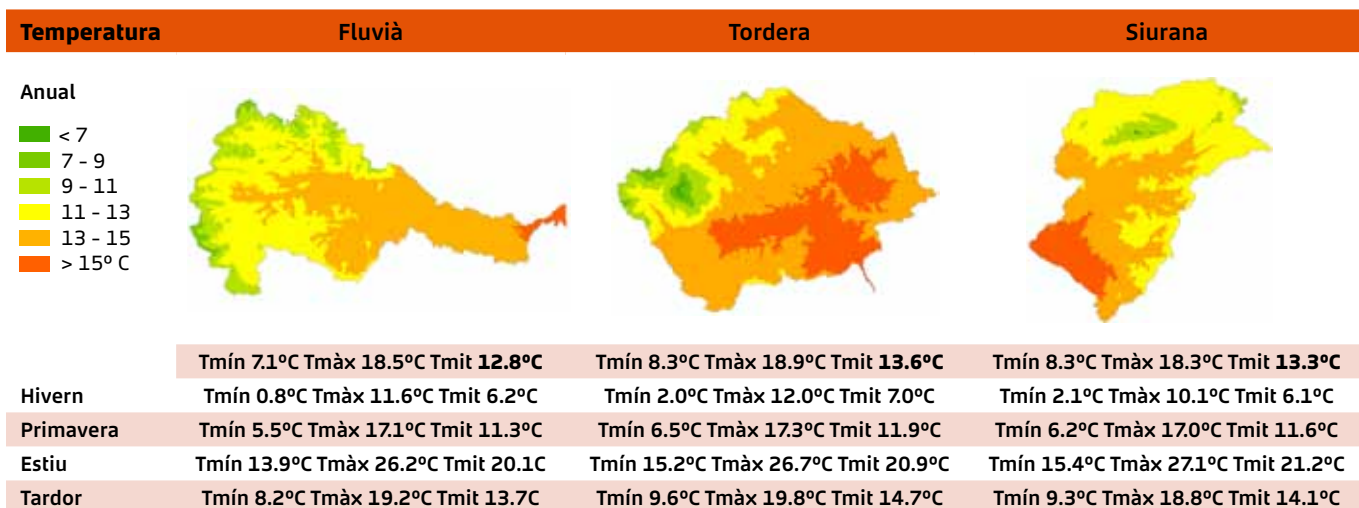 Temperatura Fluvià Tordera Siurana
Anual
< 7
7 - 9
9 - 11
11 - 13
13 - 15
> 15º C
Tmín 7.1ºC Tmàx 18.5ºC Tmit 12.8ºC Tmín 8.3ºC Tmàx 18.9ºC Tmit 13.6ºC Tmín 8.3ºC Tmàx 18.3ºC Tmit 13.3ºC
Hivern Tmín 0.8ºC Tmàx 11.6ºC Tmit 6.2ºC Tmín 2.0ºC Tmàx 12.0ºC Tmit 7.0ºC Tmín 2.1ºC Tmàx 10.1ºC Tmit 6.1ºC
Primavera Tmín 5.5ºC Tmàx 17.1ºC Tmit 11.3ºC Tmín 6.5ºC Tmàx 17.3ºC Tmit 11.9ºC Tmín 6.2ºC Tmàx 17.0ºC Tmit 11.6ºC
Estiu Tmín 13.9ºC Tmàx 26.2ºC Tmit 20.1C Tmín 15.2ºC Tmàx 26.7ºC Tmit 20.9ºC Tmín 15.4ºC Tmàx 27.1ºC Tmit 21.2ºC
Tardor Tmín 8.2ºC Tmàx 19.2ºC Tmit 13.7C Tmín 9.6ºC Tmàx 19.8ºC Tmit 14.7ºC Tmín 9.3ºC Tmàx 18.8ºC Tmit 14.1ºC